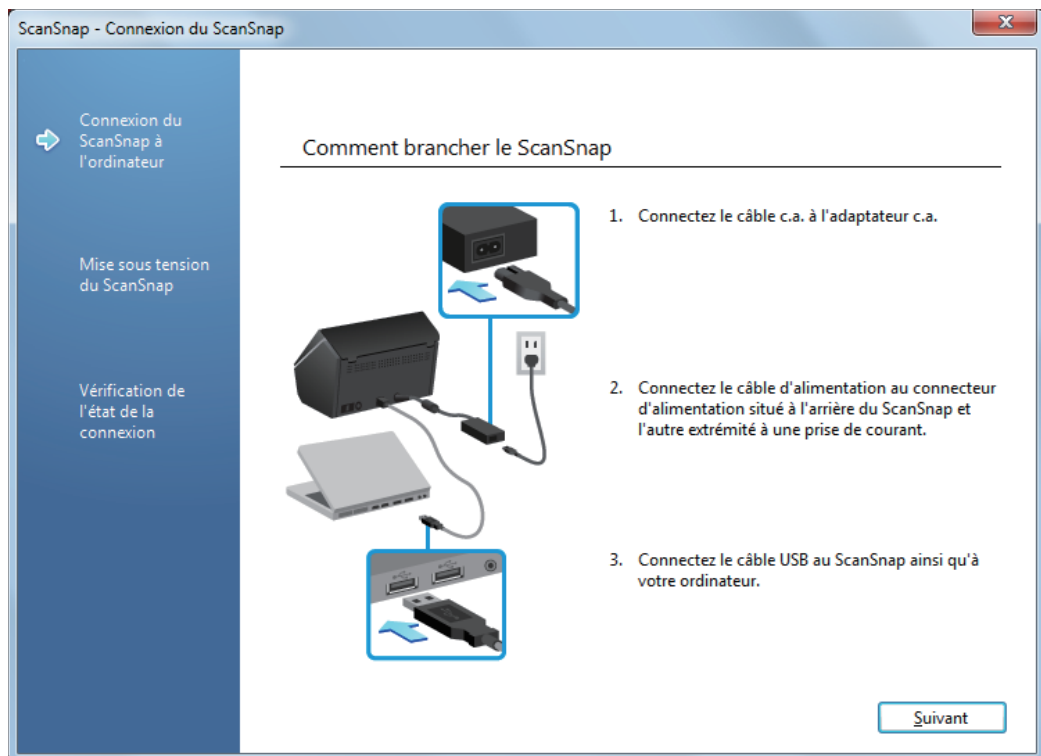 ScanSnap - Connexion du ScanSnap
Connexion du
ScanSnap à
l'ordinateur
Mise sous tension
du ScanSnap
Vérification de
l'état de la
connexion
Comment brancher le ScanSnap
1. Connectez le câble c.a. à l'adaptateur c.a.
2. Connectez le câble d'alimentation au connecteur
d'alimentation situé à l'arrière du ScanSnap et
l'autre extrémité à une prise de courant.
3. Connectez le câble USB au ScanSnap ainsi qu'à
votre ordinateur.
Suivant